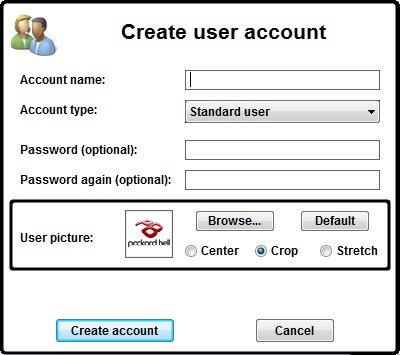 Create user account
Account name:
Account type: Standard user
Password (optional):
Password again (optional):
User picture: packard hell Browse... Default
Center Crop Stretch
Create account Cancel